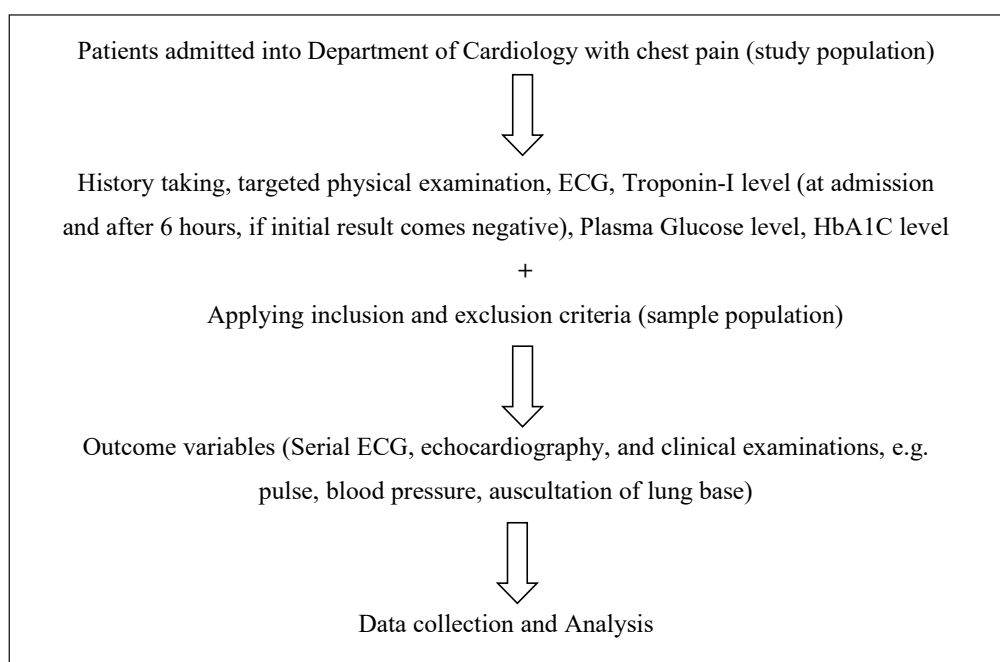 Patients admitted into Department of Cardiology with chest pain (study population)
History taking, targeted physical examination, ECG, Troponin-I level (at admission
and after 6 hours, if initial result comes negative), Plasma Glucose level, HbA1C level
+
Applying inclusion and exclusion criteria (sample population)
Outcome variables (Serial ECG, echocardiography, and clinical examinations, e.g.
pulse, blood pressure, auscultation of lung base)
Data collection and Analysis